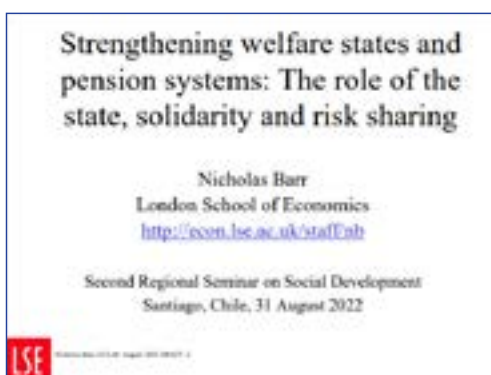 Strengthening welfare states and
pension systems: The role of the
state, solidarity and risk sharing
Nicholas Barr
London School of Economics
http://econ.lse.ac.uk/staff/nb
Second Regional Seminar on Social Development
Santiago, Chile, 31 August 2022
LSE